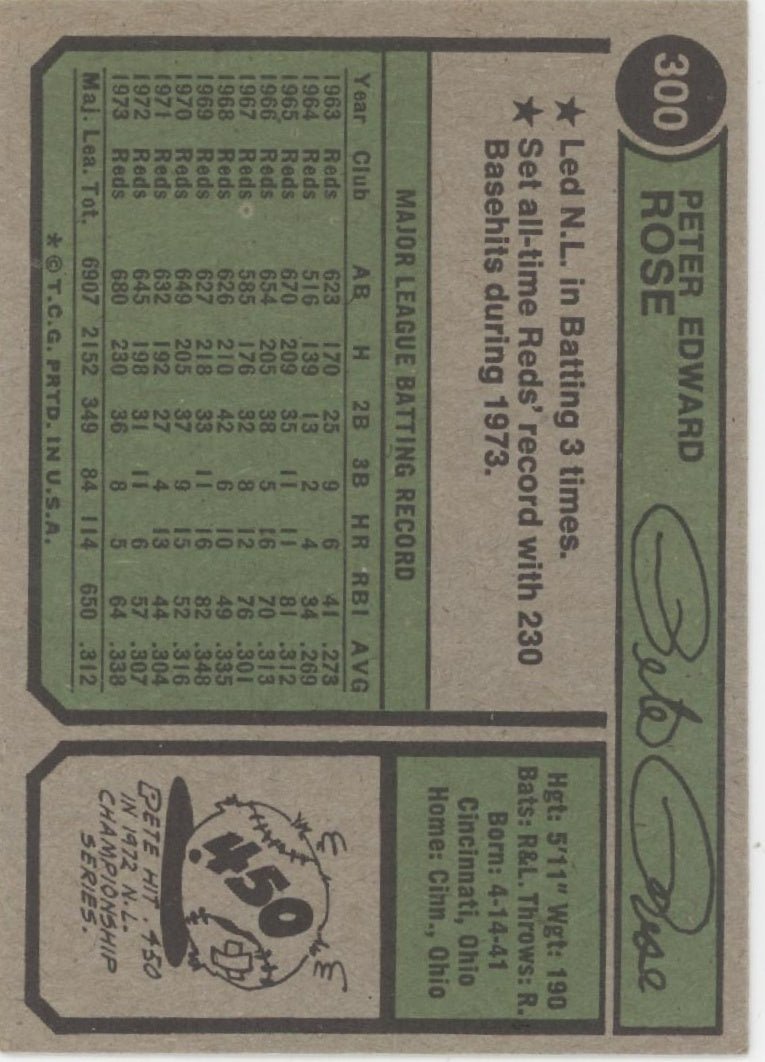 300
PETER EDWARD
ROSE
Pete Rose
★ Led N.L. in Batting 3 times.
★ Set all-time Reds' record with 230
Basehits during 1973.
MAJOR LEAGUE BATTING RECORD
Year Club AB H 2B 3B HR RBI AVG
1963 Reds 623 170 25 9 6 41 .273
1964 Reds 516 139 13 2 4 34 .269
1965 Reds 670 209 35 11 11 81 .312
1966 Reds 654 205 38 5 16 70 .313
1967 Reds 585 176 32 8 12 76 .301
1968 Reds 626 210 42 6 10 49 .335
1969 Reds 627 218 33 11 16 82 .348
1970 Reds 649 205 37 9 15 52 .316
1971 Reds 632 192 27 4 13 44 .304
1972 Reds 645 198 31 11 6 57 .307
1973 Reds 680 230 36 8 5 64 .338
Maj. Lea. Tot. 6907 2152 349 84 114 650 .312
* © T.C.G. PRTD. IN U.S.A.
Hgt: 5'11" Wgt: 190
Bats: R&L. Throws: R.
Born: 4-14-41
Cincinnati, Ohio
Home: Cihn., Ohio
.450
PETE HIT .450
IN 1972 N.L.
CHAMPIONSHIP
SERIES.